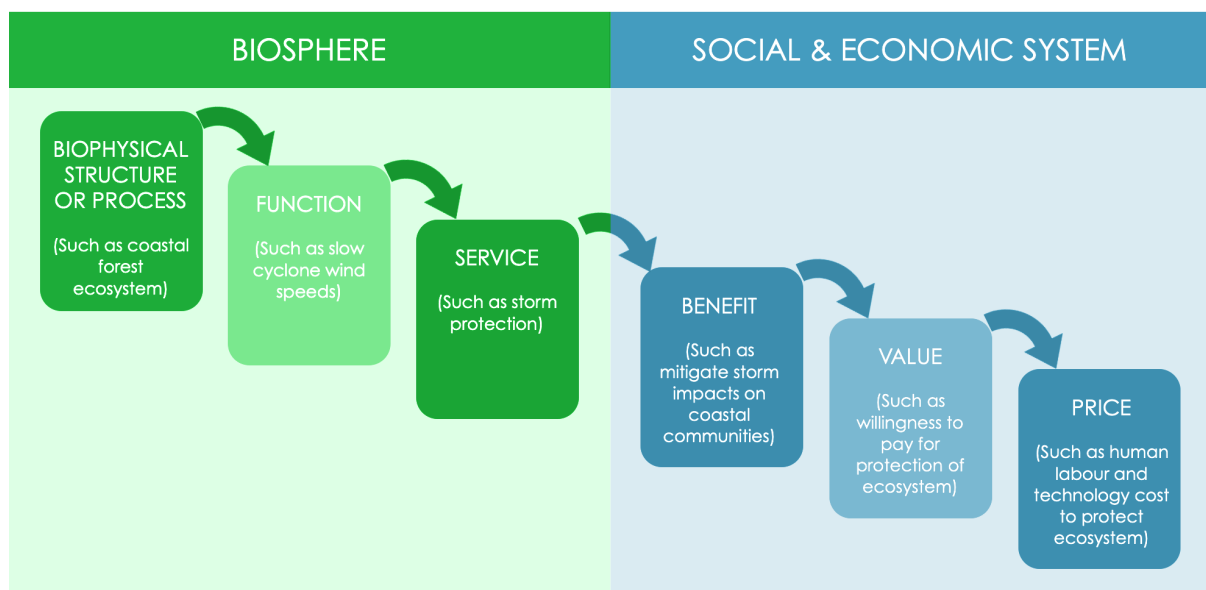 BIOSPHERE
SOCIAL & ECONOMIC SYSTEM
BIOPHYSICAL
STRUCTURE
OR PROCESS
(Such as coastal
forest
ecosystem)
FUNCTION
(Such as slow
cyclone wind
speeds)
SERVICE
(Such as storm
protection)
BENEFIT
(Such as
mitigate storm
impacts on
coastal
communities)
VALUE
(Such as
willingness to
pay for
protection of
ecosystem)
PRICE
(Such as human
labour and
technology cost
to protect
ecosystem)